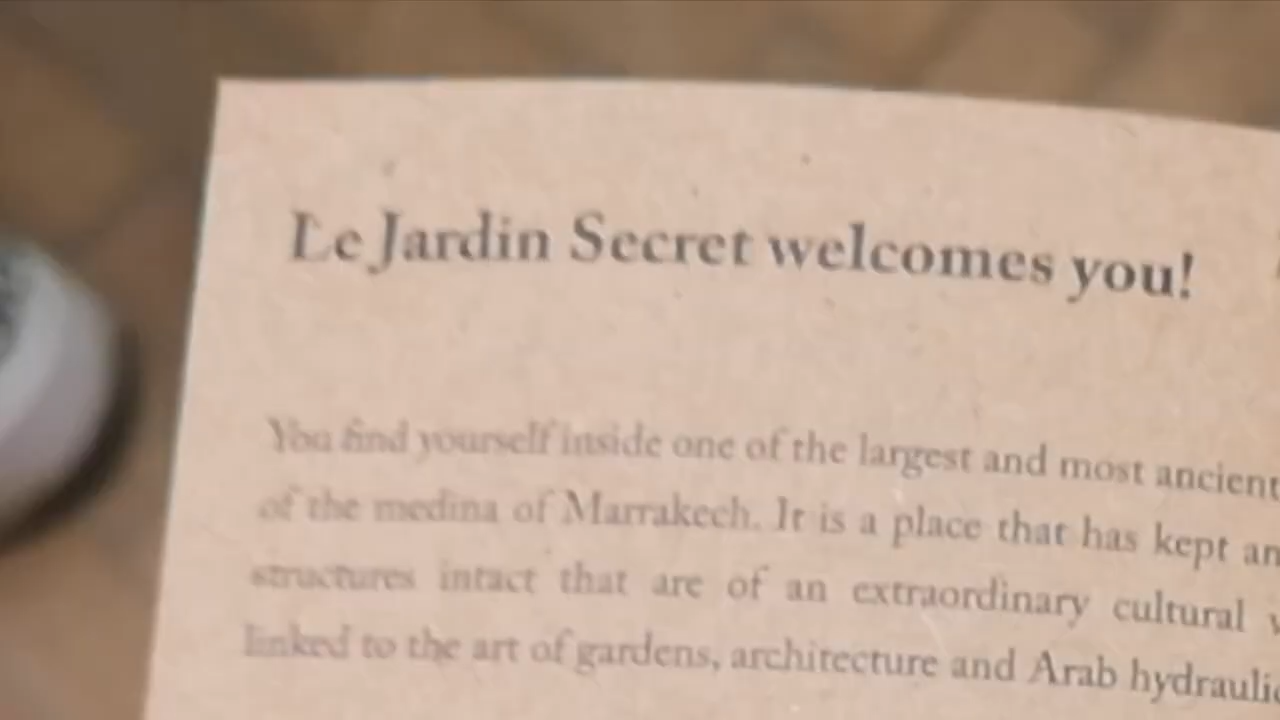 Le Jardin Secret welcomes you!
You find yourself inside one of the largest and most ancient
of the medina of Marrakech. It is a place that has kept
structures intact that are of an extraordinary cultural
linked to the art of gardens, architecture and Arab